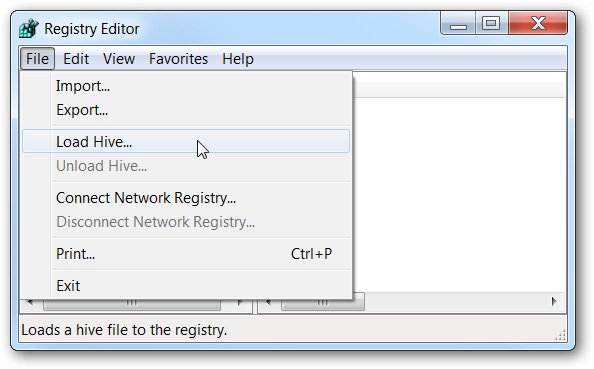 Registry Editor
File Edit View Favorites Help
Import...
Export...
Load Hive...
Unload Hive...
Connect Network Registry...
Disconnect Network Registry...
Print... Ctrl+P
Exit
Loads a hive file to the registry.